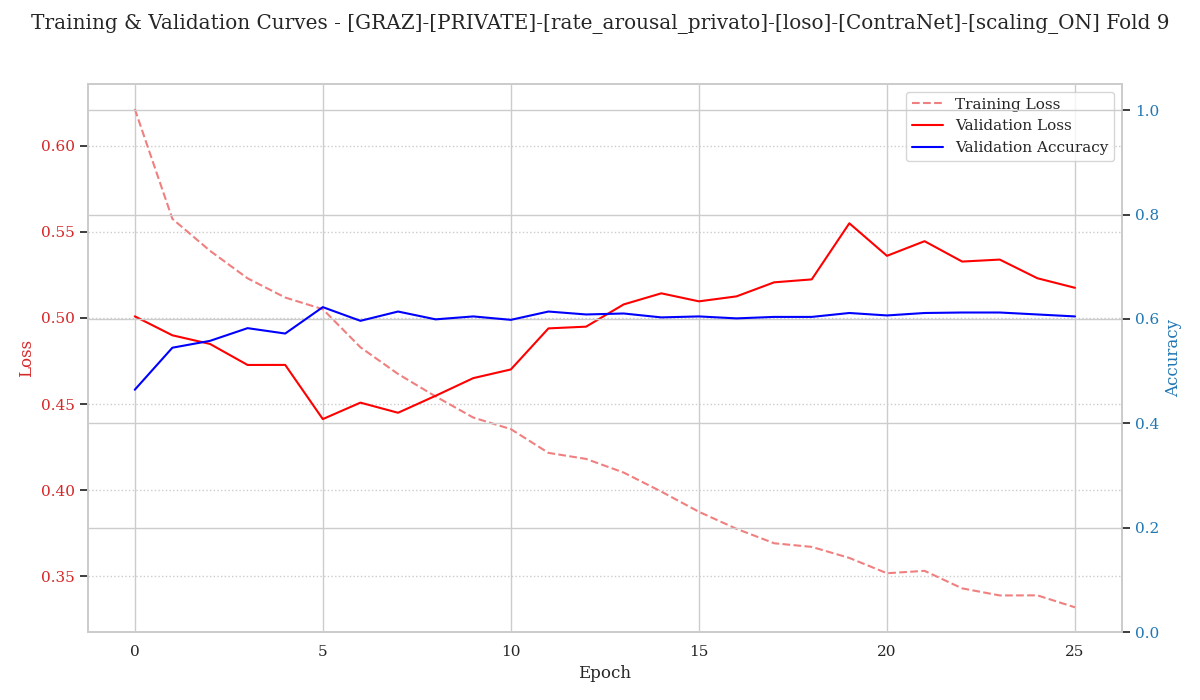 Training & Validation Curves - [GRAZ]-[PRIVATE]-[rate_arousal_privato]-[loso]-[ContraNet]-[scaling_ON] Fold 9
Training Loss
Validation Loss
Validation Accuracy
0.60
0.55
0.50
0.45
0.40
0.35
Loss
1.0
0.8
0.6
0.4
0.2
0.0
Accuracy
0
5
10
15
20
25
Epoch